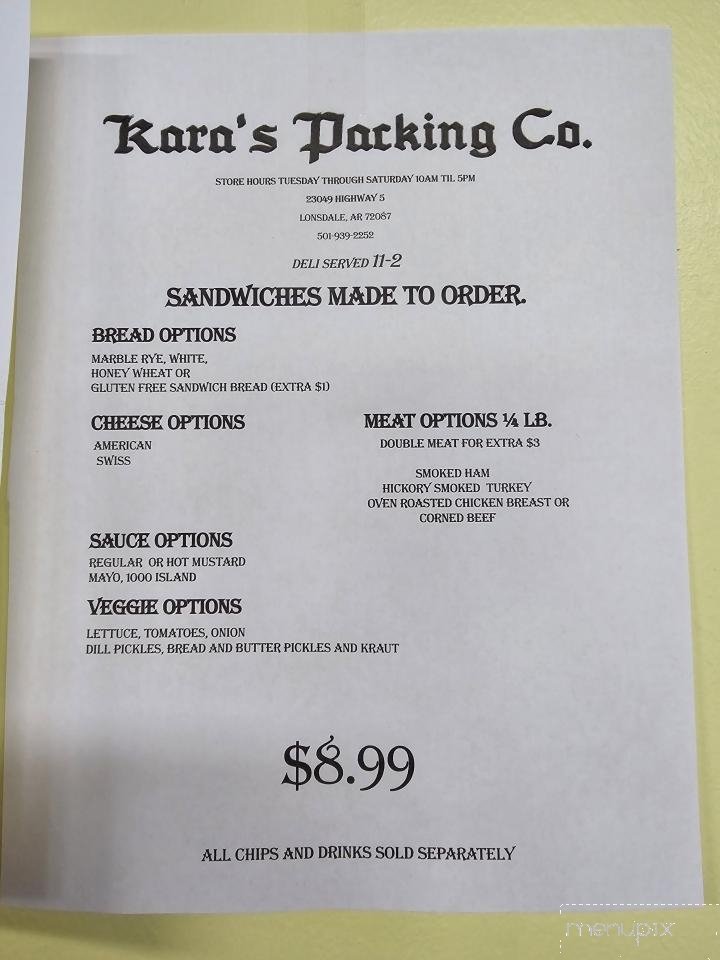 Kara's Packing Co.
STORE HOURS TUESDAY THROUGH SATURDAY 10AM TIL 5PM
23049 HIGHWAY 5
LONSDALE, AR 72087
501-939-2252
DELI SERVED 11-2
SANDWICHES MADE TO ORDER.
BREAD OPTIONS
MARBLE RYE, WHITE,
HONEY WHEAT OR
GLUTEN FREE SANDWICH BREAD (EXTRA $1)
CHEESE OPTIONS
AMERICAN
SWISS
MEAT OPTIONS ¼ LB.
DOUBLE MEAT FOR EXTRA $3
SMOKED HAM
HICKORY SMOKED TURKEY
OVEN ROASTED CHICKEN BREAST OR
CORNED BEEF
SAUCE OPTIONS
REGULAR OR HOT MUSTARD
MAYO, 1000 ISLAND
VEGGIE OPTIONS
LETTUCE, TOMATOES, ONION
DILL PICKLES, BREAD AND BUTTER PICKLES AND KRAUT
$8.99
ALL CHIPS AND DRINKS SOLD SEPARATELY
menupix